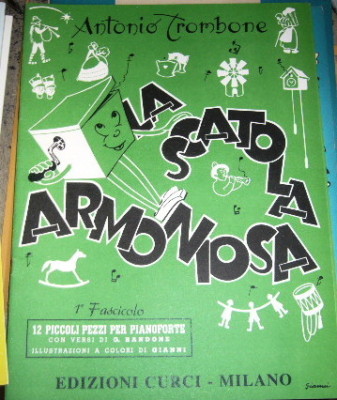 Antonio Trombone
LA
SCATOLA
ARMONIOSA
1° Fascicolo
12 PICCOLI PEZZI PER PIANOFORTE
CON VERSI DI G. RANDONE
ILLUSTRAZIONI A COLORI DI GIANNI
EDIZIONI CURCI - MILANO